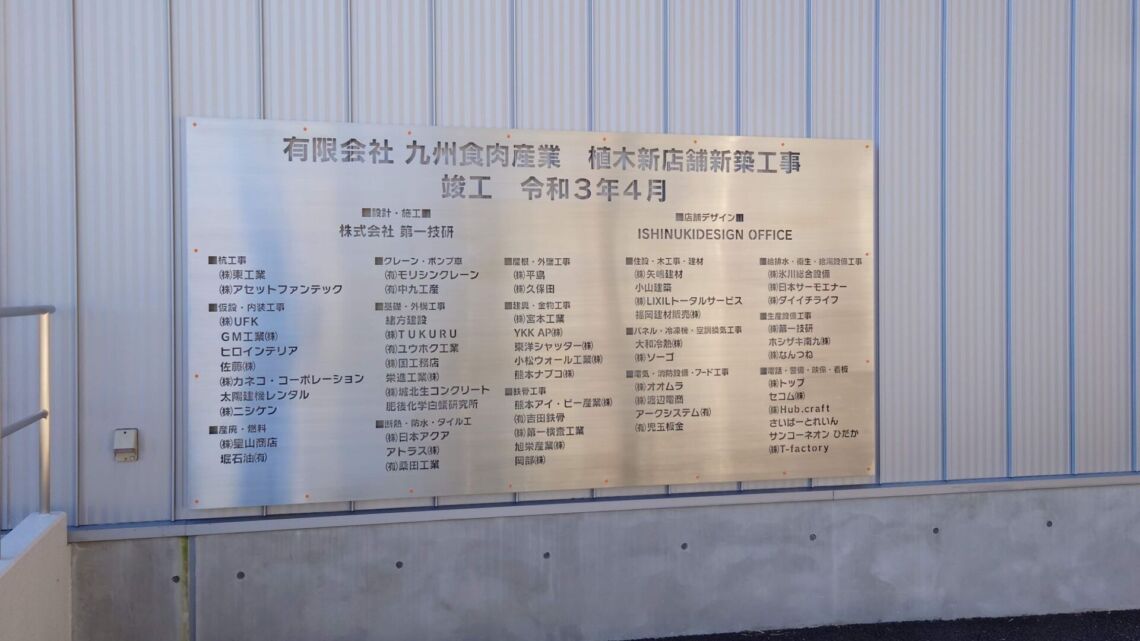 有限会社 九州食肉産業 植木新店舗新築工事
竣工 令和3年4月
■設計・施工■
株式会社 第一技研
■店舗デザイン■
ISHINUKIDESIGN OFFICE
■杭工事
㈱東工業
㈱アセットファンテック
■仮設・内装工事
㈱UFK
GM工業㈱
ヒロインテリア
佐藤㈱
㈱カネコ・コーポレーション
太陽建機レンタル
㈱ニシケン
■産廃・燃料
㈱星山商店
堀石油㈲
■クレーン・ポンプ車
㈲モリシンクレーン
㈲中九工産
■基礎・外構工事
緒方建設
㈱TUKURU
㈲ユウホク工業
㈱国工務店
栄進工業㈱
㈱城北生コンクリート
肥後化学白蟻研究所
■断熱・防水・タイル工
㈱日本アクア
アトラス㈱
㈲桑田工業
■屋根・外壁工事
㈱平島
㈱久保田
■建具・金物工事
㈱宮本工業
YKK AP㈱
東洋シャッター㈱
小松ウォール工業㈱
熊本ナブコ㈱
■鉄骨工事
熊本アイ・ビー産業㈱
㈲吉田鉄骨
㈱第一検査工業
旭栄産業㈱
岡部㈱
■住設・木工事・建材
㈱矢嶋建材
小山建築
㈱LIXILトータルサービス
福岡建材販売㈱
■パネル・冷凍機・空調換気工事
大和冷熱㈱
㈱ソーゴ
■電気・消防設備・フード工事
㈱オオムラ
㈱渡辺電商
アークシステム㈲
㈲児玉板金
■給排水・衛生・給湯設備工事
㈱氷川総合設備
㈱日本サーモエナー
㈱ダイイチライフ
■生産設備工事
㈱第一技研
ホシザキ南九㈱
㈱なんつね
■電話・警備・映像・看板
㈱トップ
セコム㈱
㈱Hub.craft
さいばーとれいん
サンコーネオン ひだか
㈱T-factory